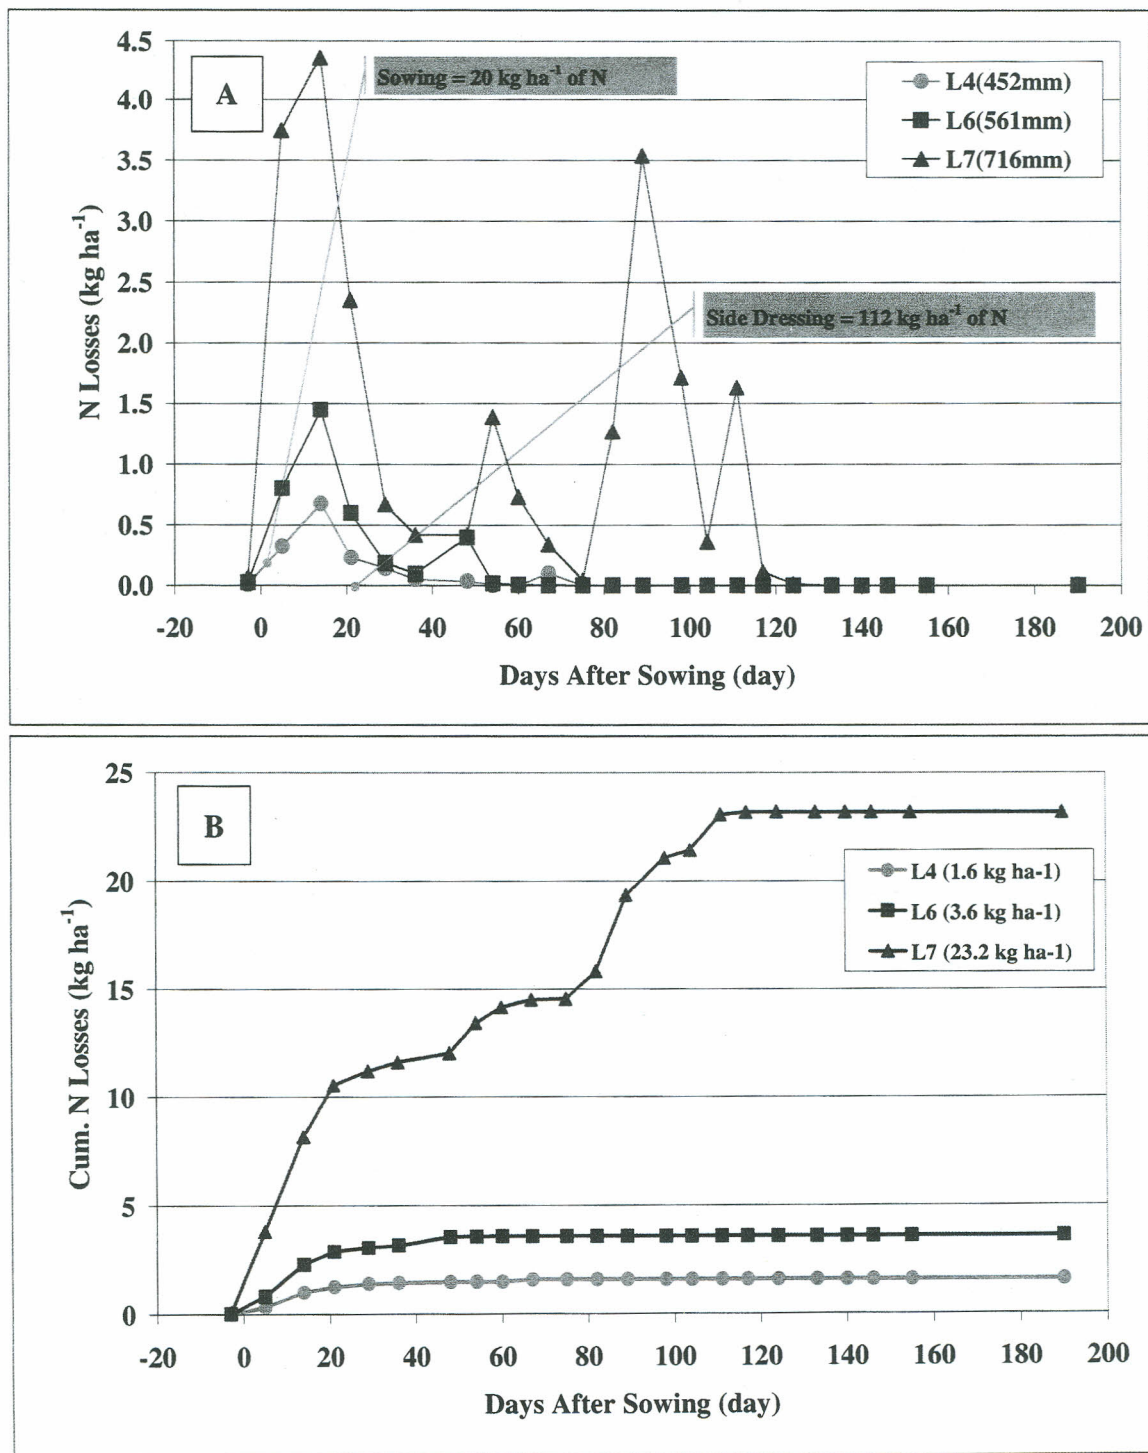 A
Sowing = 20 kg ha⁻¹ of N
L4(452mm)
L6(561mm)
L7(716mm)
Side Dressing = 112 kg ha⁻¹ of N
N Losses (kg ha⁻¹)
4.5
4.0
3.5
3.0
2.5
2.0
1.5
1.0
0.5
0.0
-20 0 20 40 60 80 100 120 140 160 180 200
Days After Sowing (day)
B
L4 (1.6 kg ha-1)
L6 (3.6 kg ha-1)
L7 (23.2 kg ha-1)
Cum. N Losses (kg ha⁻¹)
25
20
15
10
5
0
-20 0 20 40 60 80 100 120 140 160 180 200
Days After Sowing (day)